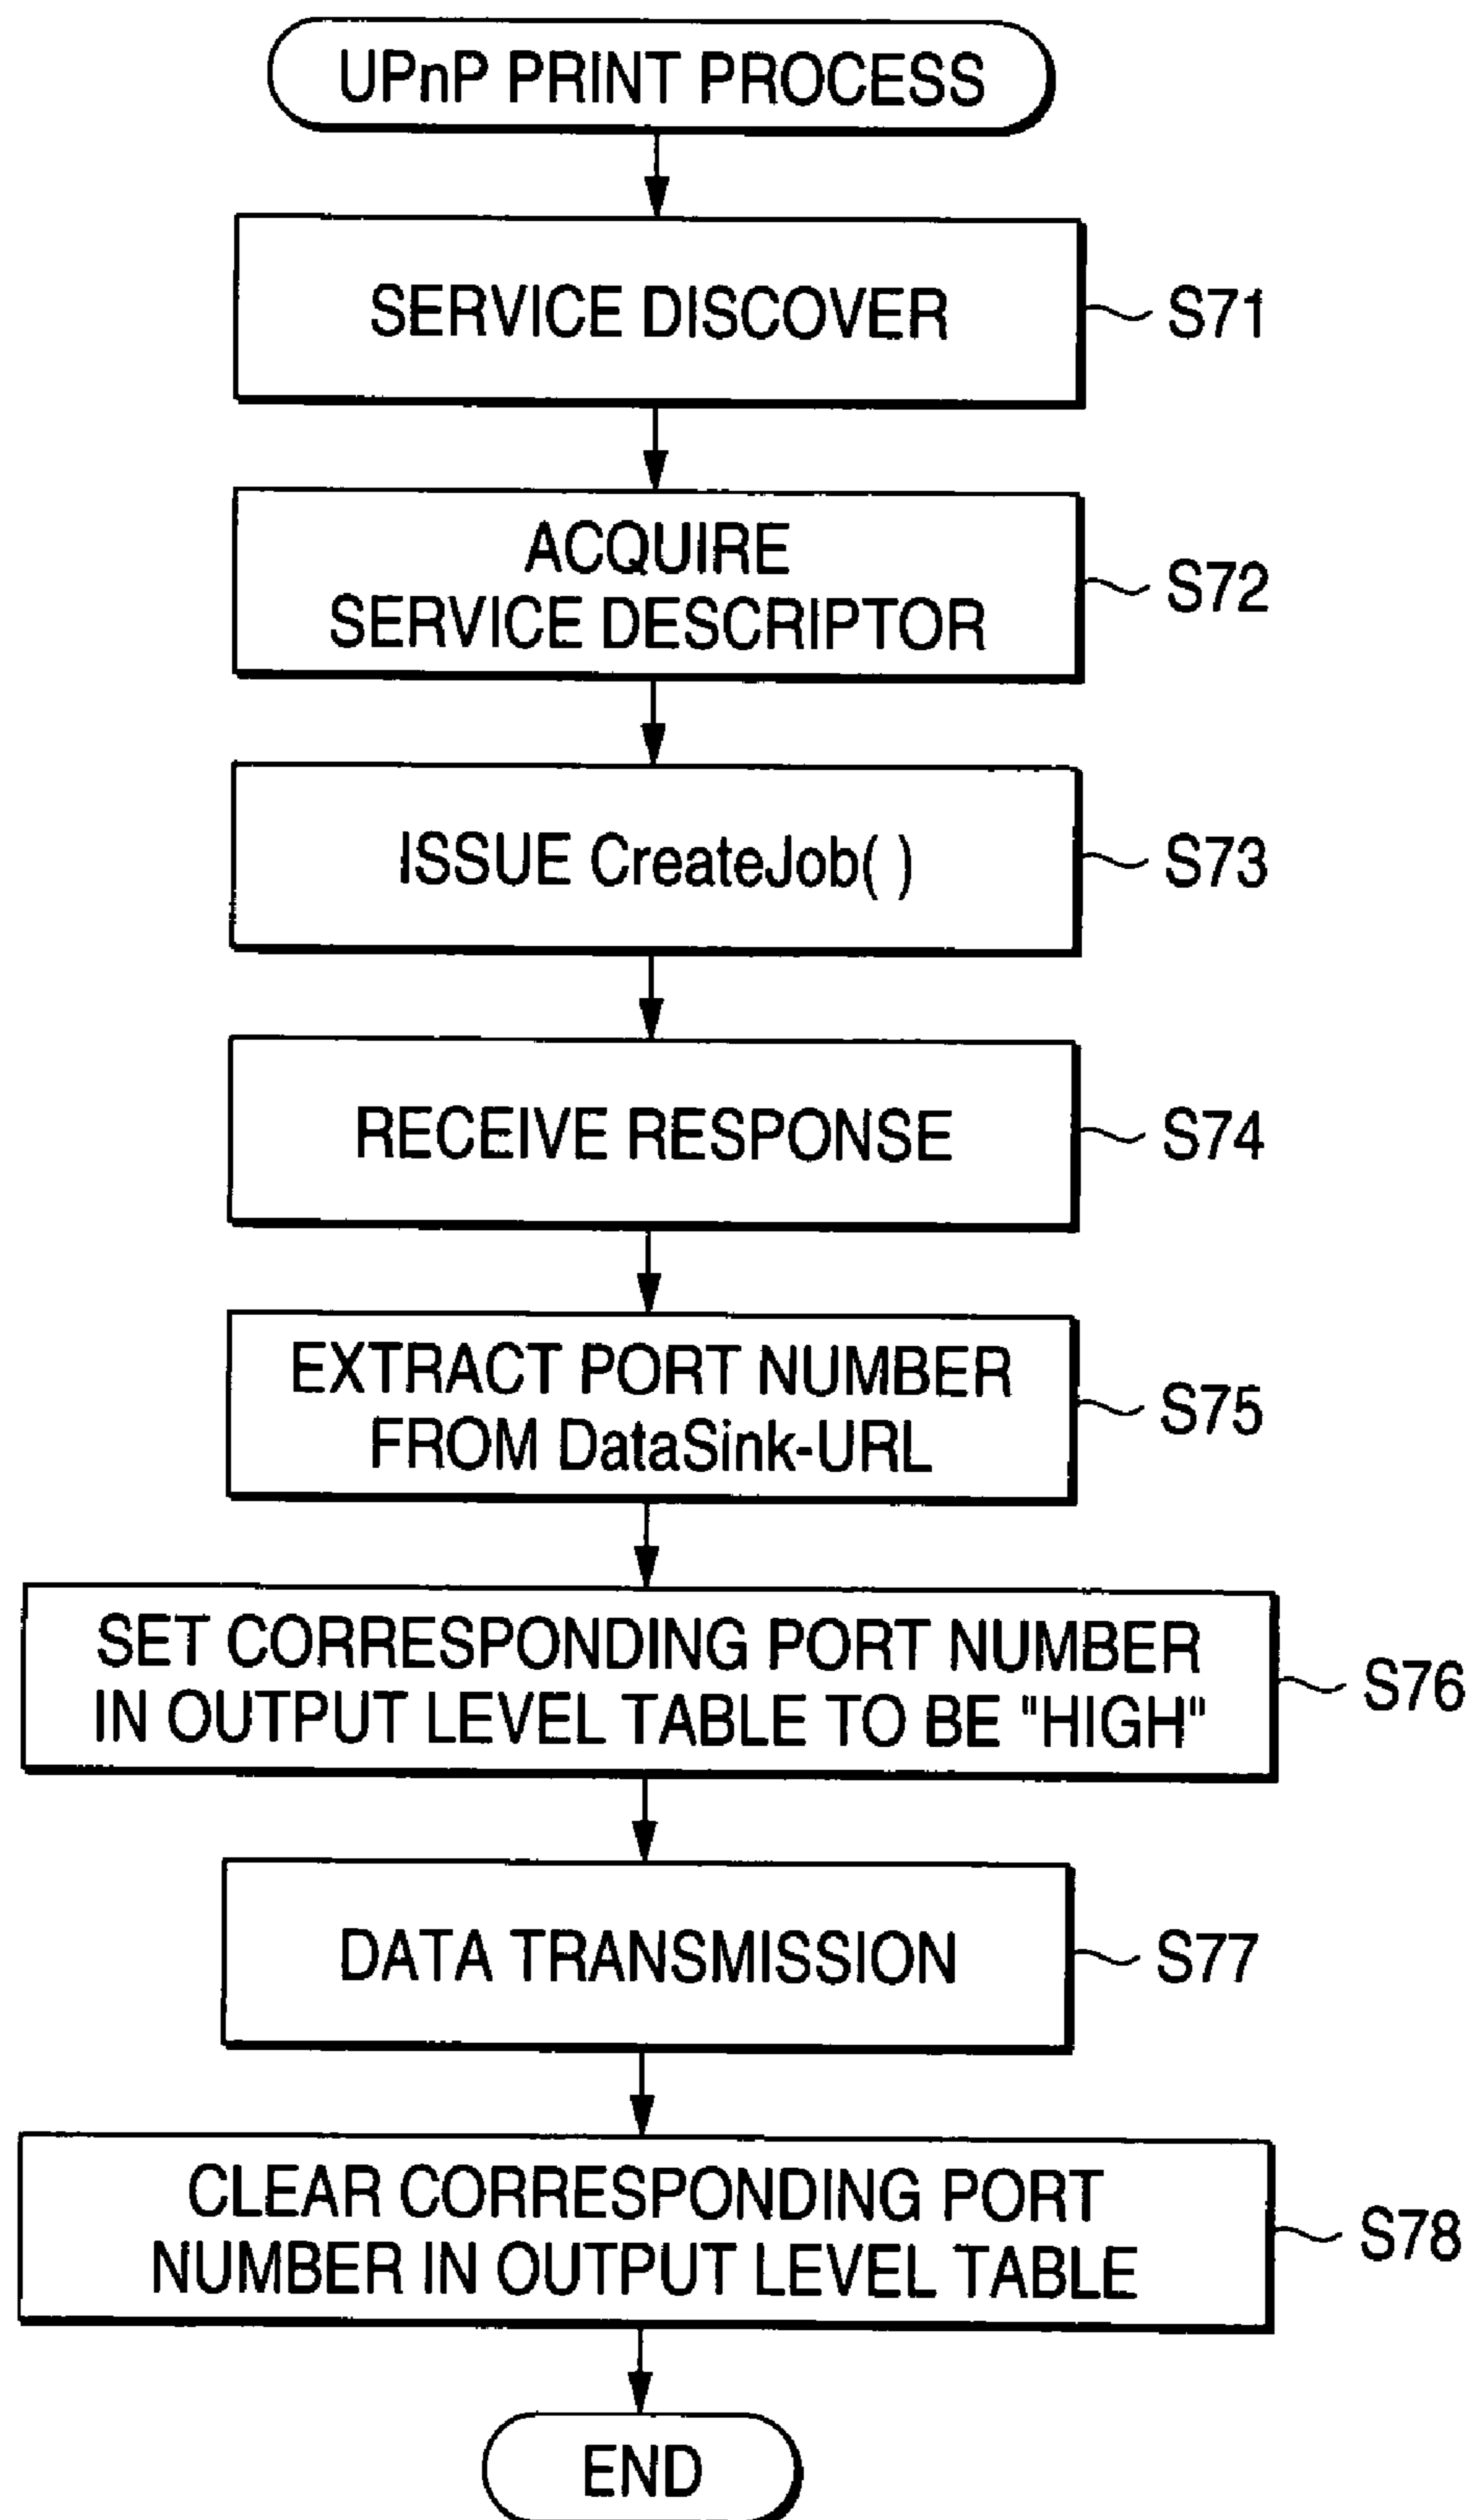 UPnP PRINT PROCESS
SERVICE DISCOVER
S71
ACQUIRE
SERVICE DESCRIPTOR
S72
ISSUE CreateJob( )
S73
RECEIVE RESPONSE
S74
EXTRACT PORT NUMBER
FROM DataSink-URL
S75
SET CORRESPONDING PORT NUMBER
IN OUTPUT LEVEL TABLE TO BE "HIGH"
S76
DATA TRANSMISSION
S77
CLEAR CORRESPONDING PORT
NUMBER IN OUTPUT LEVEL TABLE
S78
END